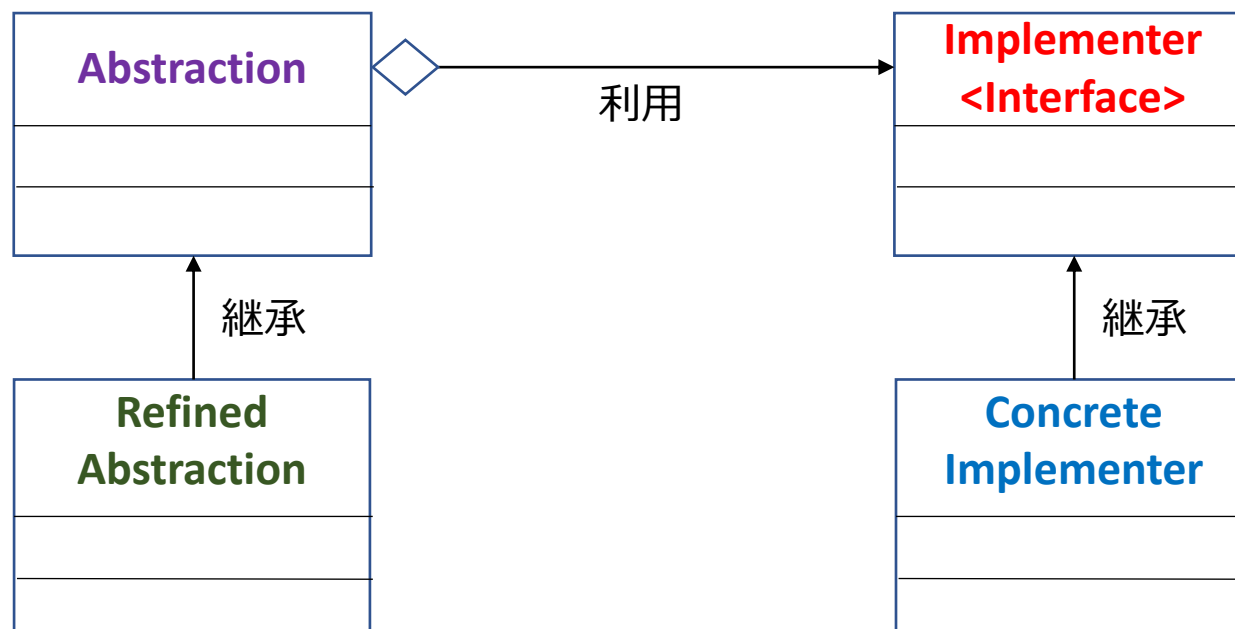 Abstraction
利用
Implementer
<Interface>
継承
継承
Refined
Abstraction
Concrete
Implementer